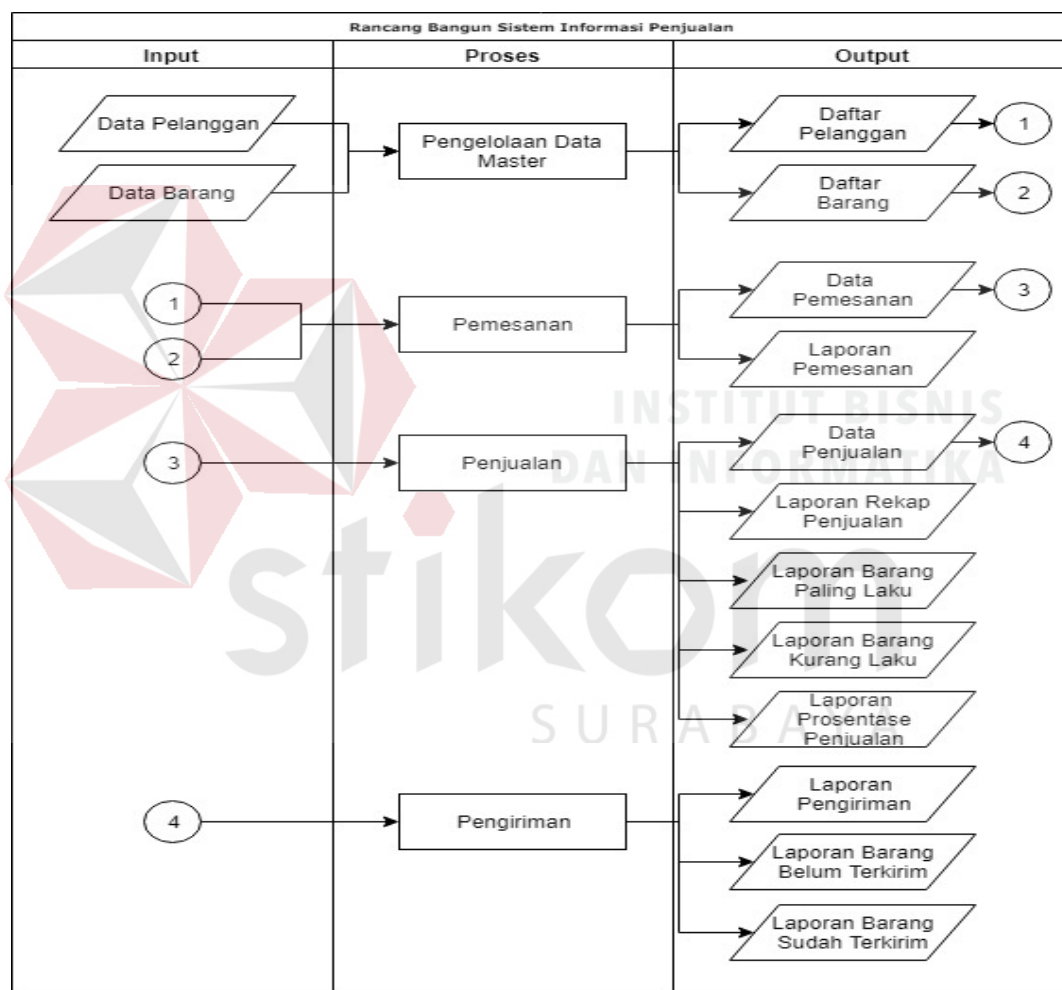 Rancang Bangun Sistem Informasi Penjualan
Input
Proses
Output
Data Pelanggan
Data Barang
Pengelolaan Data
Master
Daftar
Pelanggan
1
Daftar
Barang
2
1
2
Pemesanan
Data
Pemesanan
3
Laporan
Pemesanan
INSTITUT BISNIS
DAN INFORMATIKA
3
Penjualan
Data
Penjualan
4
Laporan Rekap
Penjualan
Laporan Barang
Paling Laku
Laporan Barang
Kurang Laku
Laporan
Prosentase
Penjualan
stikom
SURABAYA
4
Pengiriman
Laporan
Pengiriman
Laporan Barang
Belum Terkirim
Laporan Barang
Sudah Terkirim